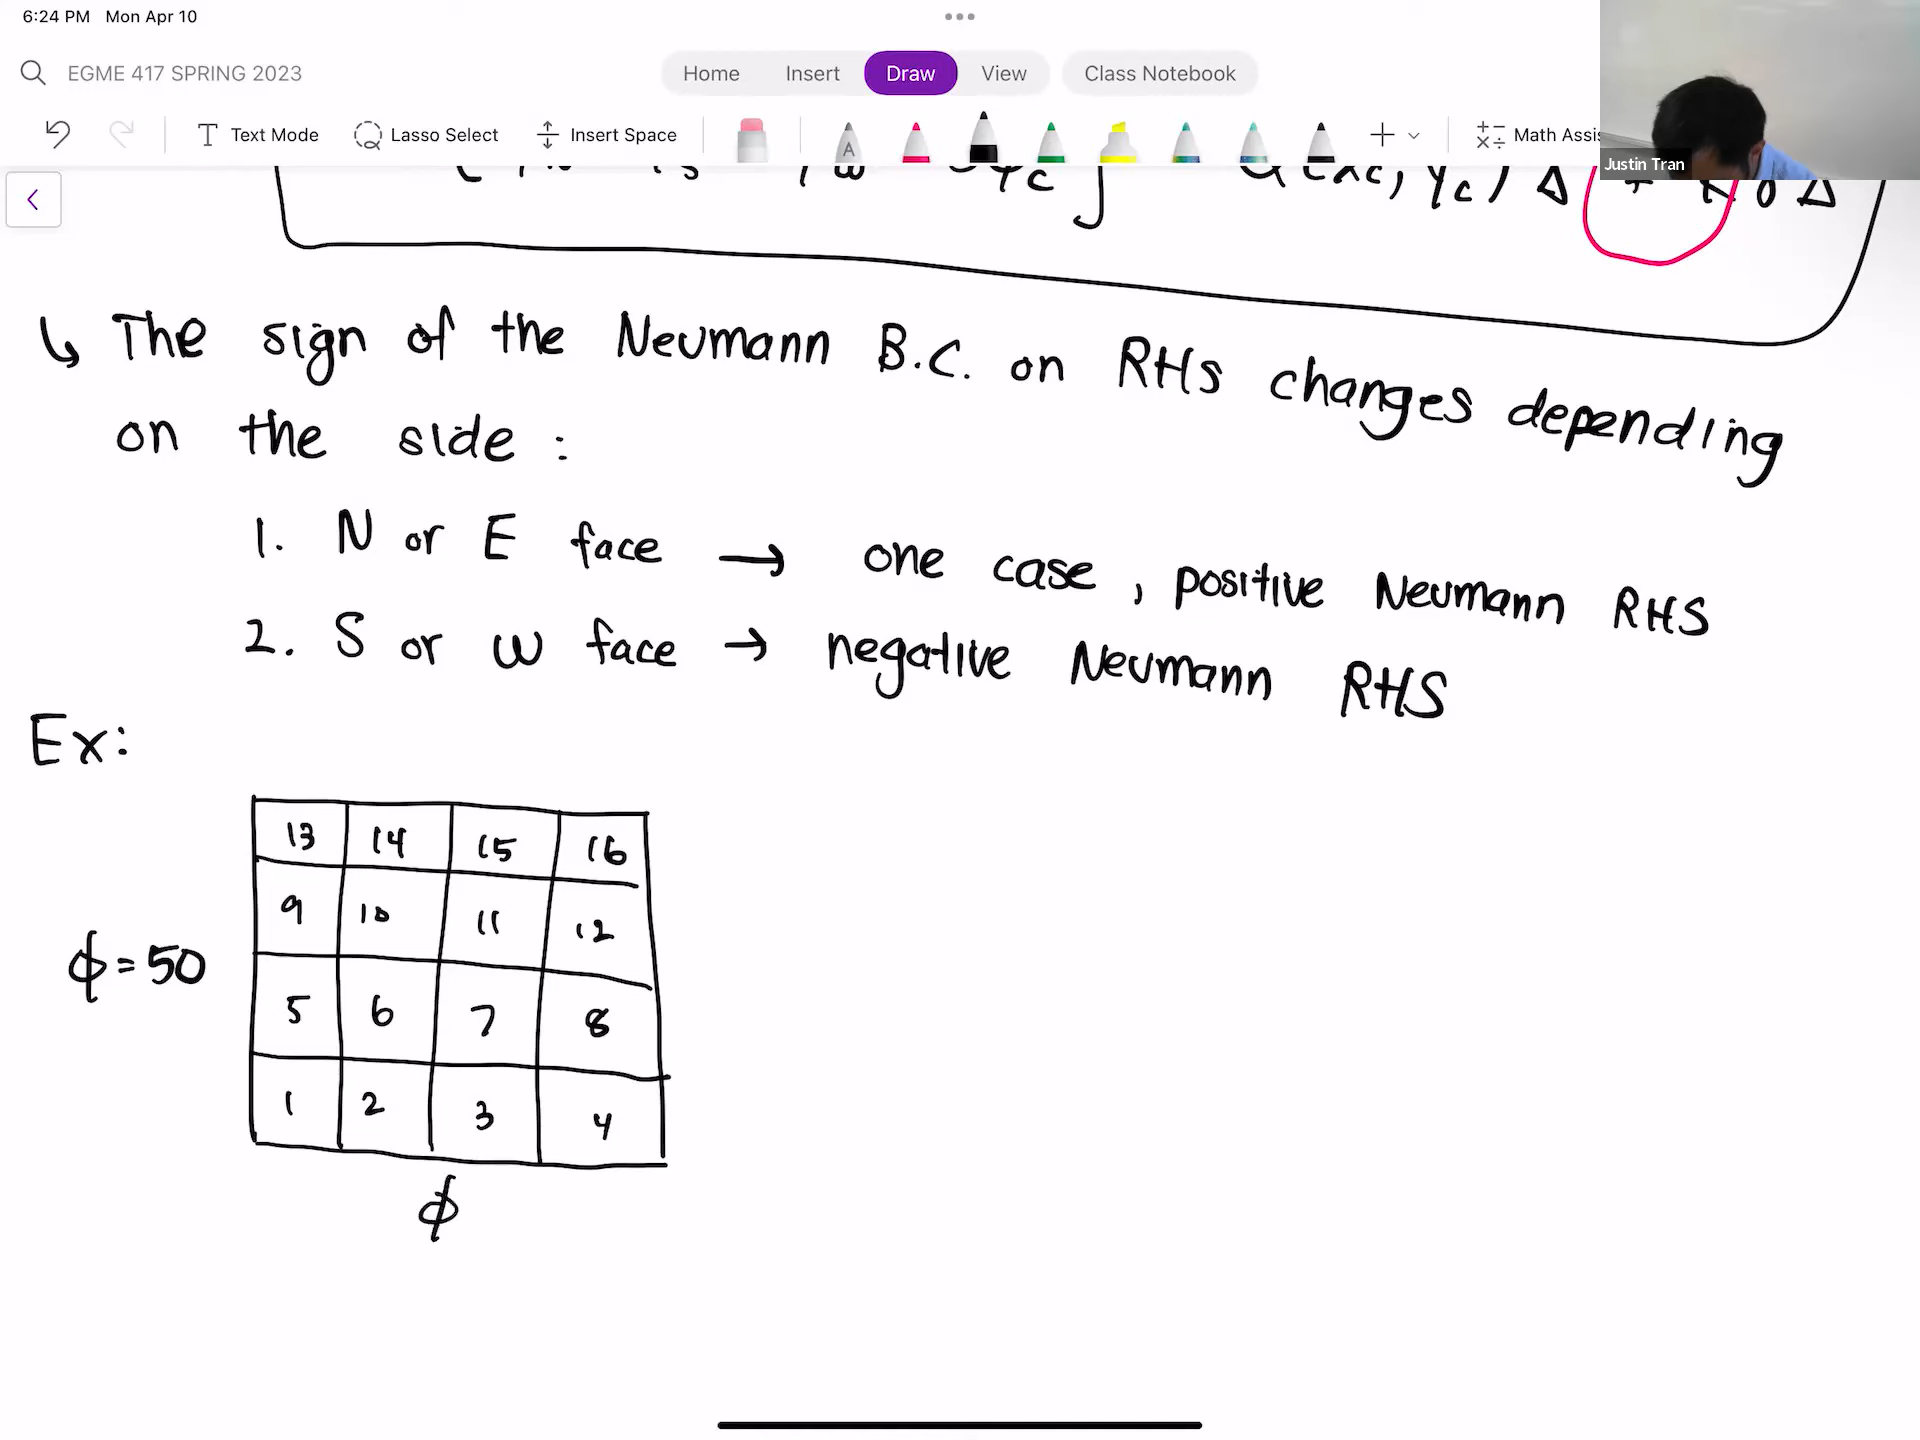 6:24 PM Mon Apr 10
EGME 417 SPRING 2023
Home Insert Draw View Class Notebook
Text Mode Lasso Select Insert Space A Math Assis
Justin Tran
The sign of the Neumann B.C. on RHS changes depending
on the side :
1. N or E face → one case, positive Neumann RHS
2. S or W face → negative Neumann RHS
Ex:
13 14 15 16
9 10 11 12
ϕ = 50
5 6 7 8
1 2 3 4
ϕ